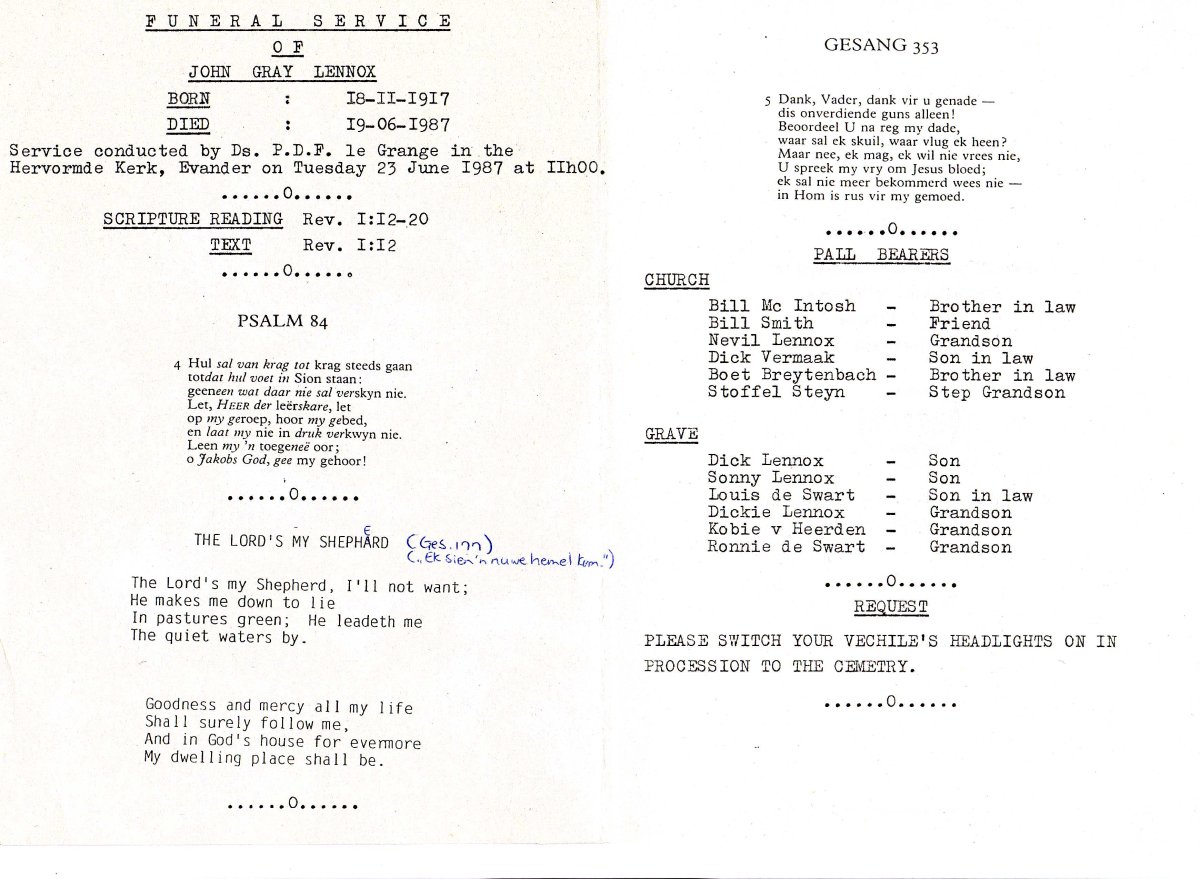 F U N E R A L   S E R V I C E
O F
JOHN GRAY LENNOX
BORN : I8-II-I9I7
DIED : I9-06-I987
Service conducted by Ds. P.D.F. le Grange in the
Hervormde Kerk, Evander on Tuesday 23 June I987 at IIh00.
......O......
SCRIPTURE READING Rev. I:I2-20
TEXT Rev. I:I2
......O......
PSALM 84
4 Hul sal van krag tot krag steeds gaan
totdat hul voet in Sion staan:
geeneen wat daar nie sal verskyn nie.
Let, HEER der leërskare, let
op my geroep, hoor my gebed,
en laat my nie in druk verkwyn nie.
Leen my 'n toegeneë oor;
o Jakobs God, gee my gehoor!
......O......
THE LORD'S MY SHEPHARD E (Ges. 177)
(„Ek sien 'n nuwe hemel kom.")
The Lord's my Shepherd, I'll not want;
He makes me down to lie
In pastures green; He leadeth me
The quiet waters by.
Goodness and mercy all my life
Shall surely follow me,
And in God's house for evermore
My dwelling place shall be.
......O......
GESANG 353
5 Dank, Vader, dank vir u genade —
dis onverdiende guns alleen!
Beoordeel U na reg my dade,
waar sal ek skuil, waar vlug ek heen?
Maar nee, ek mag, ek wil nie vrees nie,
U spreek my vry om Jesus bloed;
ek sal nie meer bekommerd wees nie —
in Hom is rus vir my gemoed.
......O......
PALL BEARERS
CHURCH
Bill Mc Intosh - Brother in law
Bill Smith - Friend
Nevil Lennox - Grandson
Dick Vermaak - Son in law
Boet Breytenbach - Brother in law
Stoffel Steyn - Step Grandson
GRAVE
Dick Lennox - Son
Sonny Lennox - Son
Louis de Swart - Son in law
Dickie Lennox - Grandson
Kobie v Heerden - Grandson
Ronnie de Swart - Grandson
......O......
REQUEST
PLEASE SWITCH YOUR VECHILE'S HEADLIGHTS ON IN
PROCESSION TO THE CEMETRY.
......O......